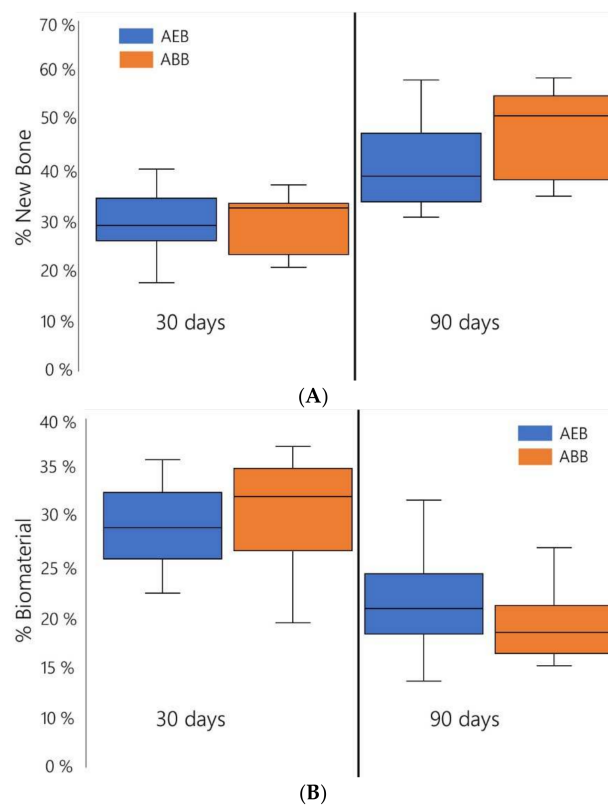 70 %
AEB
ABB
60 %
50 %
40 %
30 %
20 %
10 %
0 %
% New Bone
30 days
90 days
(A)
40 %
AEB
ABB
35 %
30 %
25 %
20 %
15 %
10 %
0 %
% Biomaterial
30 days
90 days
(B)